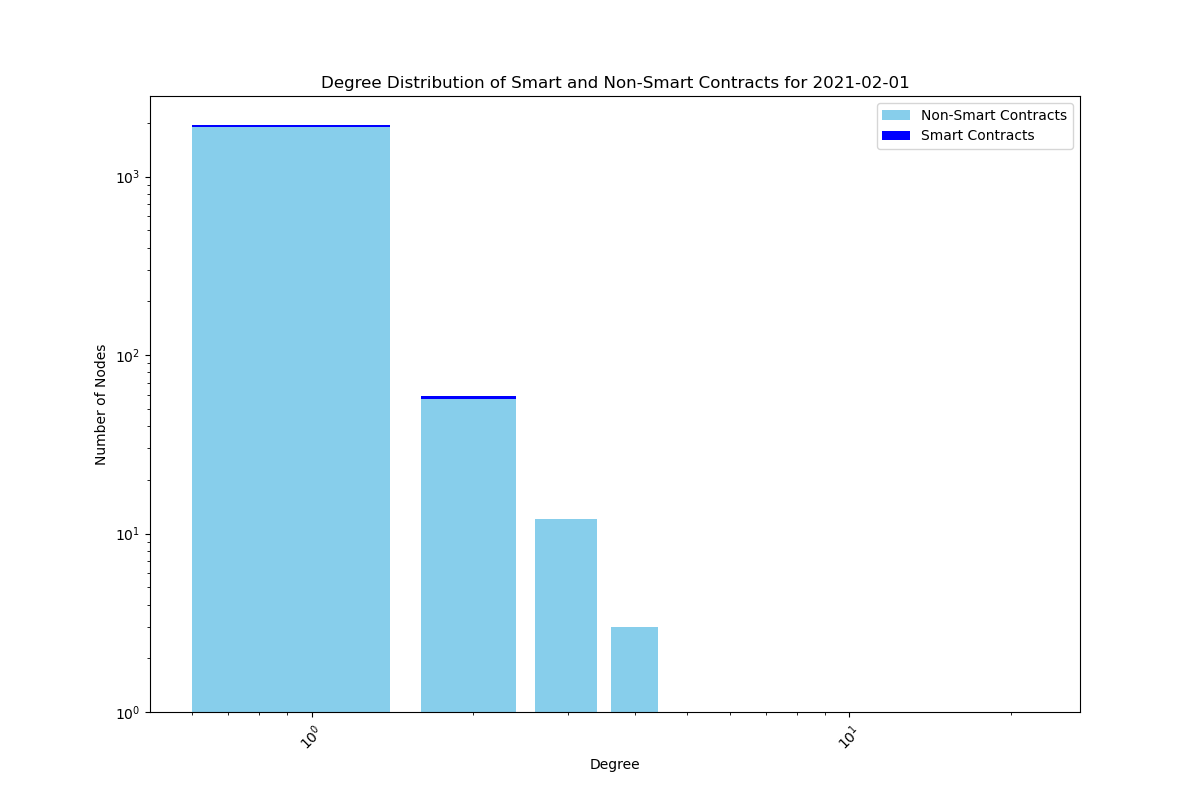 Degree Distribution of Smart and Non-Smart Contracts for 2021-02-01
Non-Smart Contracts
Smart Contracts
Number of Nodes
10³
10²
10¹
10⁰
10⁰
10¹
Degree